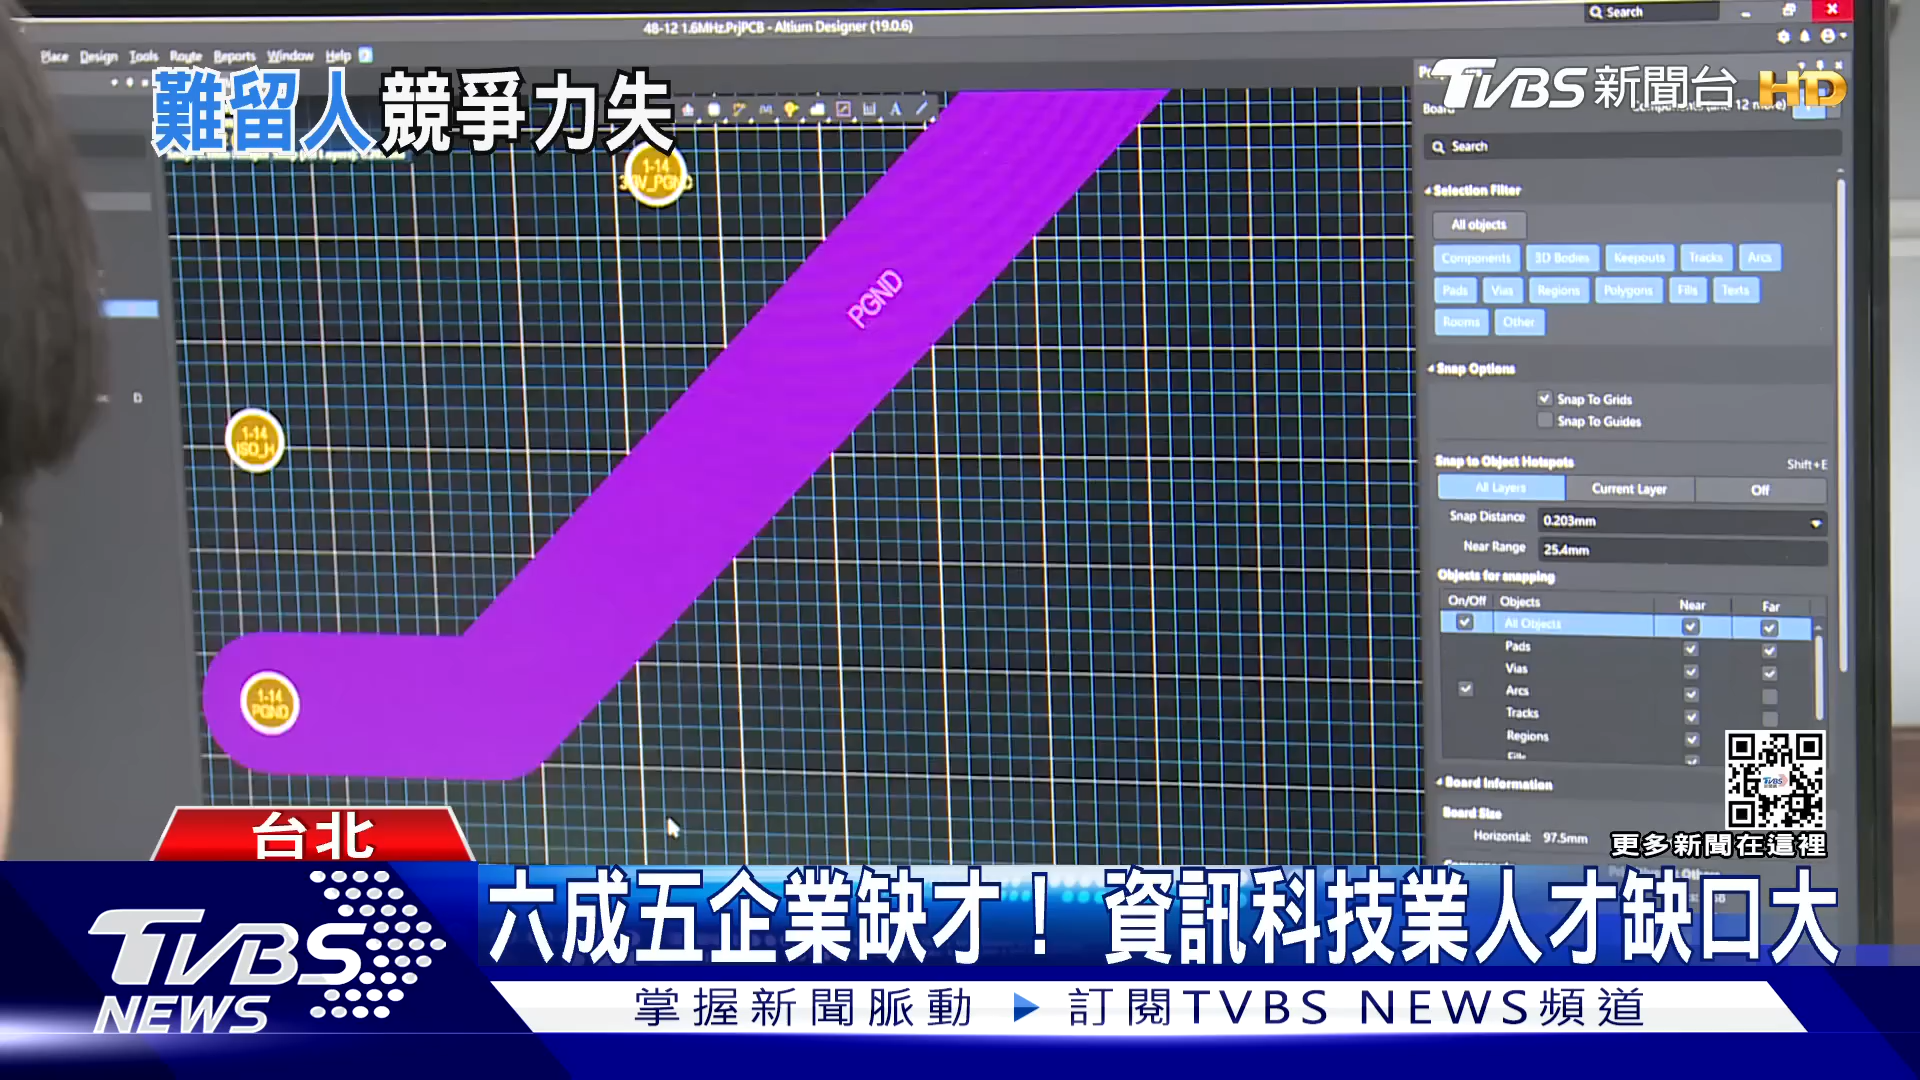 48-12 1.6MHz.PrjPCB - Altium Designer (19.0.6)
Search
Place Design Tools Route Reports Window Help
難留人競爭力失
TVBS新聞台 HD
Board
Search
Selection Filter
All objects
Components 3D Bodies Keepouts Tracks Arcs
Pads Vias Regions Polygons Fills Texts
Rooms Other
Snap Options
Snap To Grids
Snap To Guides
Snap to Object Hotspots Shift+E
All Layers Current Layer Off
Snap Distance 0.203mm
Near Range 25.4mm
Objects for snapping
On/Off Objects Near Far
All Objects
Pads
Vias
Arcs
Tracks
Regions
Board Information
Board Size
Horizontal: 97.5mm
1-14
PGND
1-14
ISO_H
1-14
PGND
TVBS
更多新聞在這裡
台北
六成五企業缺才! 資訊科技業人才缺口大
TVBS NEWS
掌握新聞脈動 ▶ 訂閱TVBS NEWS頻道